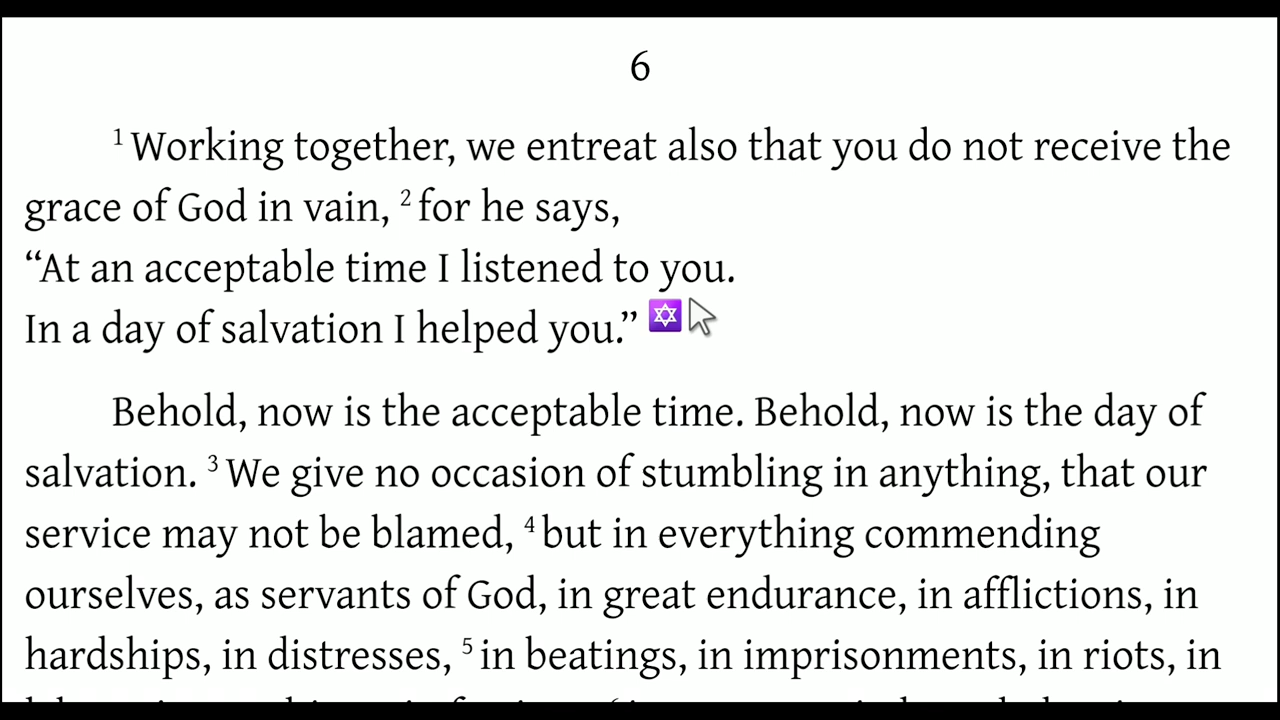 6
¹ Working together, we entreat also that you do not receive the
grace of God in vain, ² for he says,
“At an acceptable time I listened to you.
In a day of salvation I helped you.” 🔯
Behold, now is the acceptable time. Behold, now is the day of
salvation. ³ We give no occasion of stumbling in anything, that our
service may not be blamed, ⁴ but in everything commending
ourselves, as servants of God, in great endurance, in afflictions, in
hardships, in distresses, ⁵ in beatings, in imprisonments, in riots, in